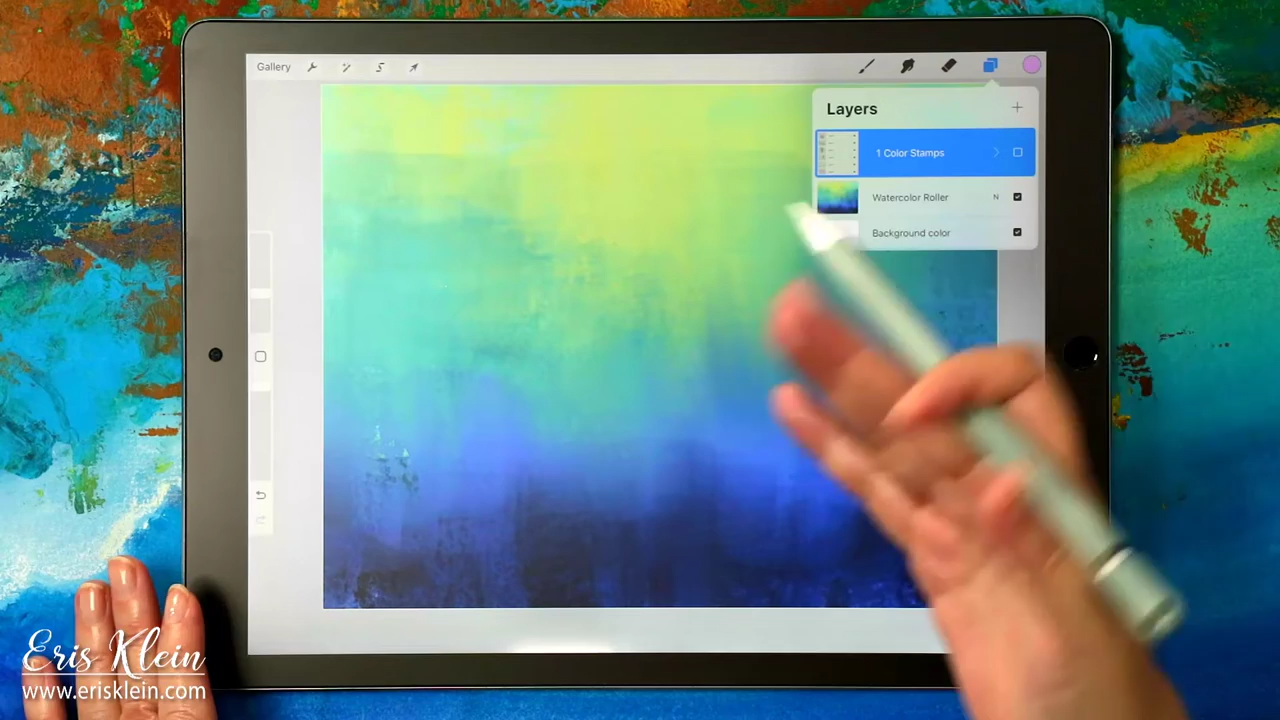 Gallery
Layers
1 Color Stamps
Watercolor Roller N
Background color
Eris Klein
www.erisklein.com